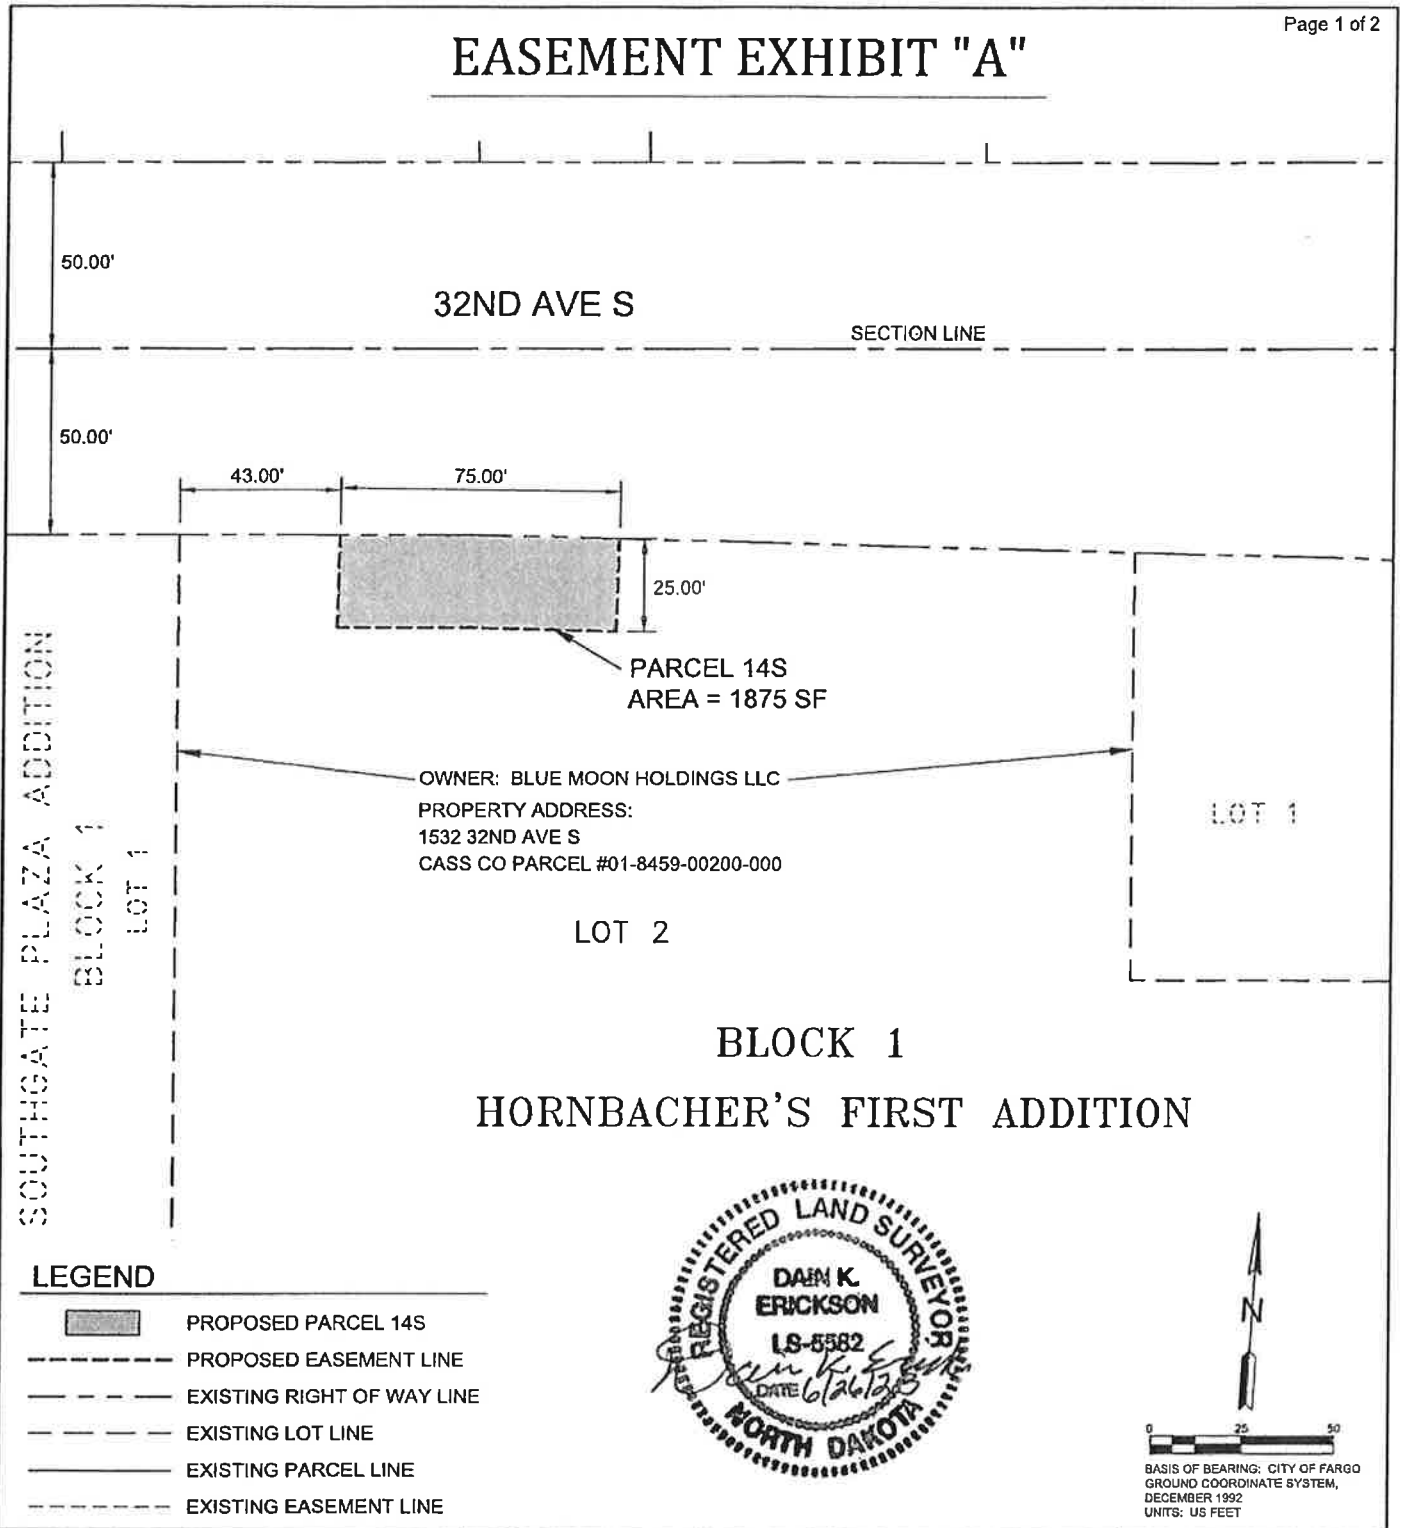 Page 1 of 2
EASEMENT EXHIBIT "A"
50.00'
32ND AVE S
SECTION LINE
50.00'
43.00'
75.00'
25.00'
PARCEL 14S
AREA = 1875 SF
OWNER: BLUE MOON HOLDINGS LLC
PROPERTY ADDRESS:
1532 32ND AVE S
CASS CO PARCEL #01-8459-00200-000
LOT 1
SOUTHGATE PLAZA ADDITION
BLOCK 1
LOT 1
LOT 2
BLOCK 1
HORNBACHER'S FIRST ADDITION
REGISTERED LAND SURVEYOR
DAIN K.
ERICKSON
LS-5582
DATE
NORTH DAKOTA
N
0 25 50
BASIS OF BEARING: CITY OF FARGO
GROUND COORDINATE SYSTEM,
DECEMBER 1992
UNITS: US FEET
LEGEND
PROPOSED PARCEL 14S
PROPOSED EASEMENT LINE
EXISTING RIGHT OF WAY LINE
EXISTING LOT LINE
EXISTING PARCEL LINE
EXISTING EASEMENT LINE